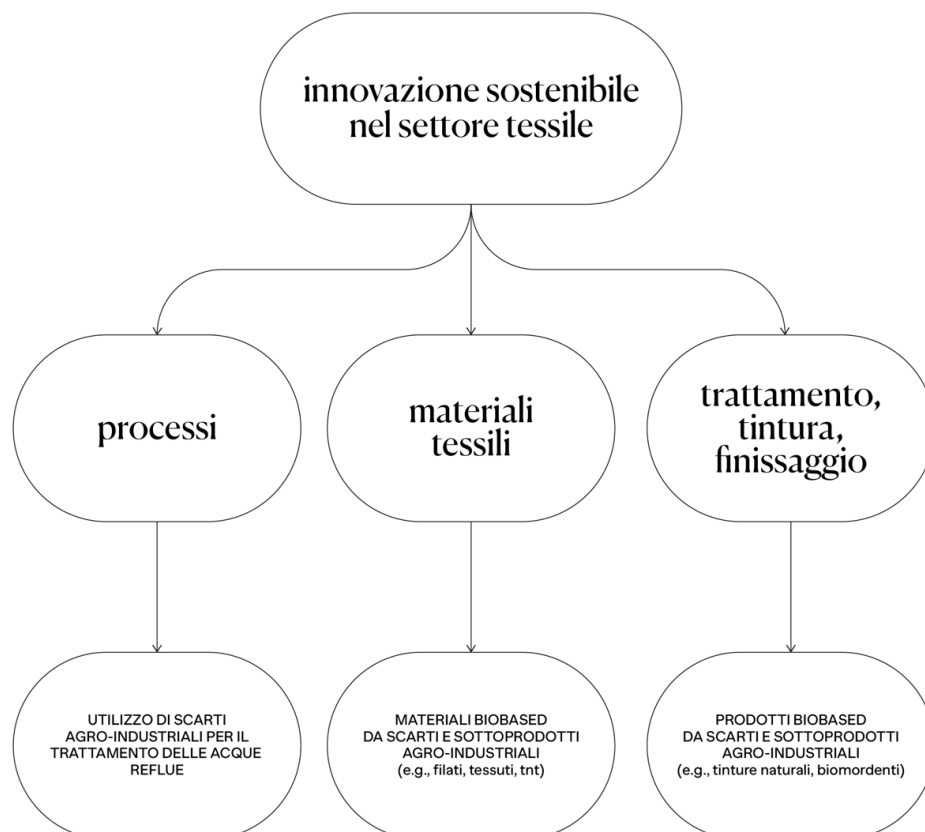 innovazione sostenibile
nel settore tessile
processi
materiali
tessili
trattamento,
tintura,
finissaggio
UTILIZZO DI SCARTI
AGRO-INDUSTRIALI PER IL
TRATTAMENTO DELLE ACQUE
REFLUE
MATERIALI BIOBASED
DA SCARTI E SOTTOPRODOTTI
AGRO-INDUSTRIALI
(e.g., filati, tessuti, tnt)
PRODOTTI BIOBASED
DA SCARTI E SOTTOPRODOTTI
AGRO-INDUSTRIALI
(e.g., tinture naturali, biomordenti)